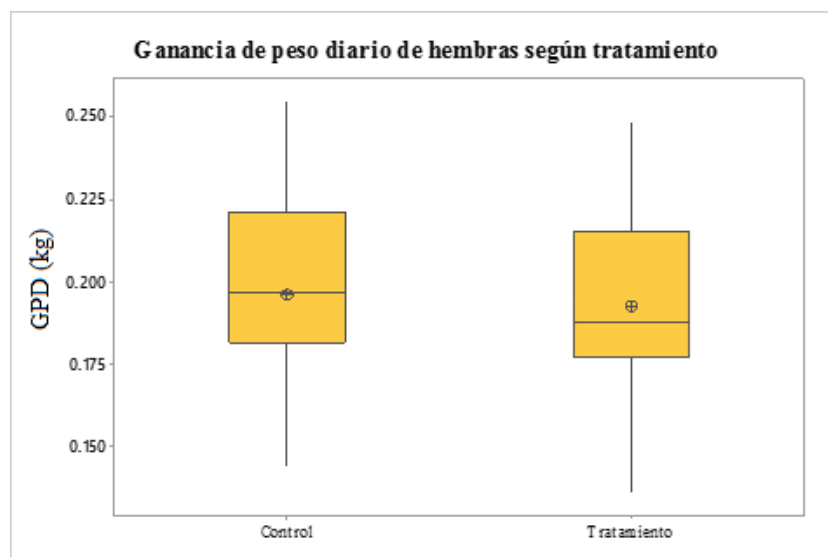 Ganancia de peso diario de hembras según tratamiento
GPD (kg)
0.250
0.225
0.200
0.175
0.150
Control
Tratamiento